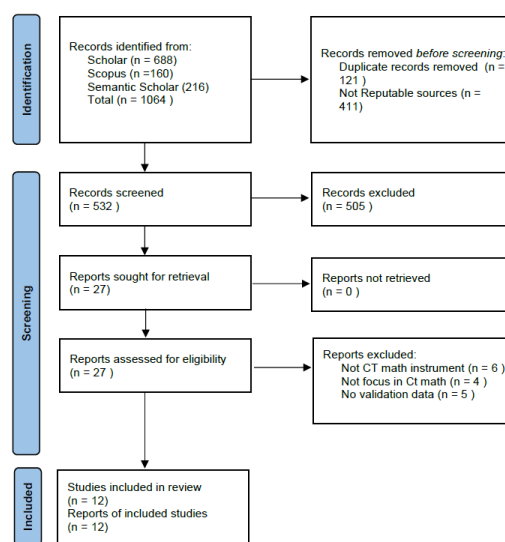 Identification
Records identified from:
Scholar (n = 688)
Scopus (n =160)
Semantic Scholar (216)
Total (n = 1064 )
Records removed before screening:
Duplicate records removed (n =
121 )
Not Reputable sources (n =
411)
Screening
Records screened
(n = 532 )
Records excluded
(n = 505 )
Reports sought for retrieval
(n = 27)
Reports not retrieved
(n = 0 )
Reports assessed for eligibility
(n = 27 )
Reports excluded:
Not CT math instrument (n = 6 )
Not focus in Ct math (n = 4 )
No validation data (n = 5 )
Included
Studies included in review
(n = 12)
Reports of included studies
(n = 12)